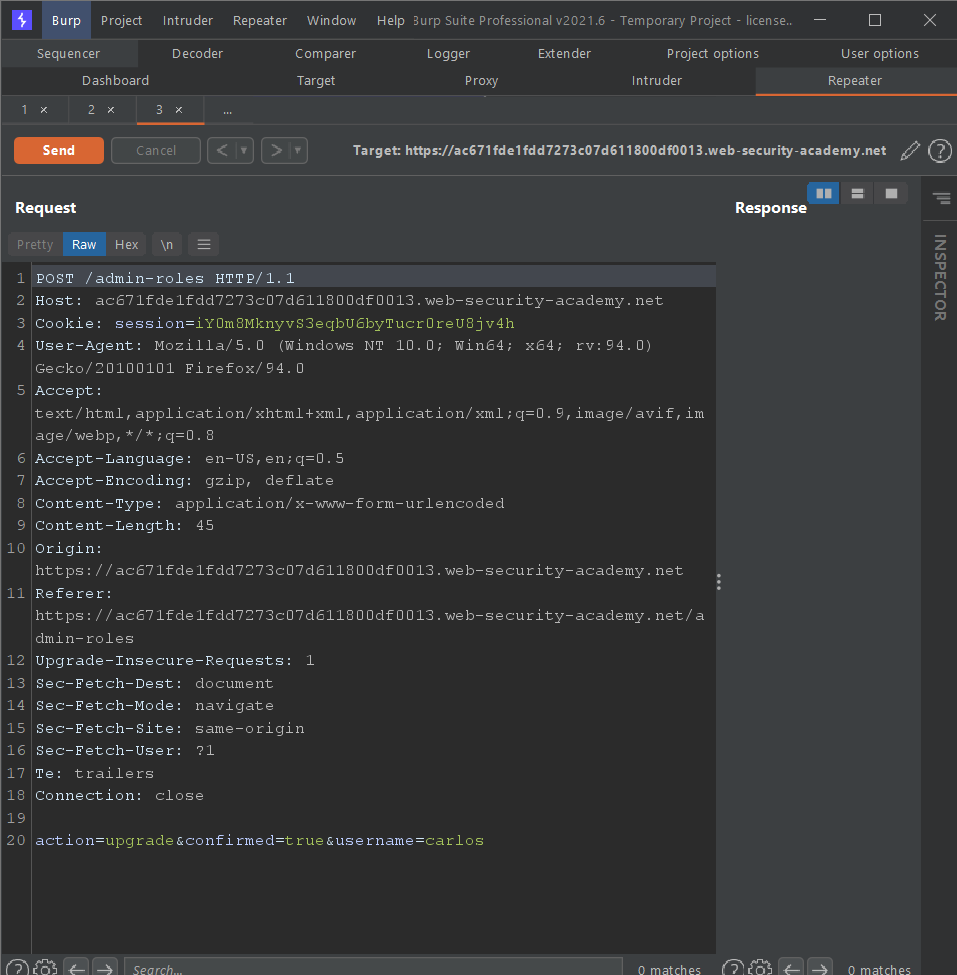 Burp Project Intruder Repeater Window Help Burp Suite Professional v2021.6 - Temporary Project - license..
Sequencer Decoder Comparer Logger Extender Project options User options
Dashboard Target Proxy Intruder Repeater
1 × 2 × 3 × ...
Send Cancel < > Target: https://ac671fde1fdd7273c07d611800df0013.web-security-academy.net ?
Request
Response
Pretty Raw Hex \n
INSPECTOR
1 POST /admin-roles HTTP/1.1
2 Host: ac671fde1fdd7273c07d611800df0013.web-security-academy.net
3 Cookie: session=iY0m8MknyvS3eqbU6byTucr0reU8jv4h
4 User-Agent: Mozilla/5.0 (Windows NT 10.0; Win64; x64; rv:94.0)
Gecko/20100101 Firefox/94.0
5 Accept:
text/html,application/xhtml+xml,application/xml;q=0.9,image/avif,im
age/webp,*/*;q=0.8
6 Accept-Language: en-US,en;q=0.5
7 Accept-Encoding: gzip, deflate
8 Content-Type: application/x-www-form-urlencoded
9 Content-Length: 45
10 Origin:
https://ac671fde1fdd7273c07d611800df0013.web-security-academy.net
11 Referer:
https://ac671fde1fdd7273c07d611800df0013.web-security-academy.net/a
dmin-roles
12 Upgrade-Insecure-Requests: 1
13 Sec-Fetch-Dest: document
14 Sec-Fetch-Mode: navigate
15 Sec-Fetch-Site: same-origin
16 Sec-Fetch-User: ?1
17 Te: trailers
18 Connection: close
19
20 action=upgrade&confirmed=true&username=carlos
? Search... 0 matches ? 0 matches